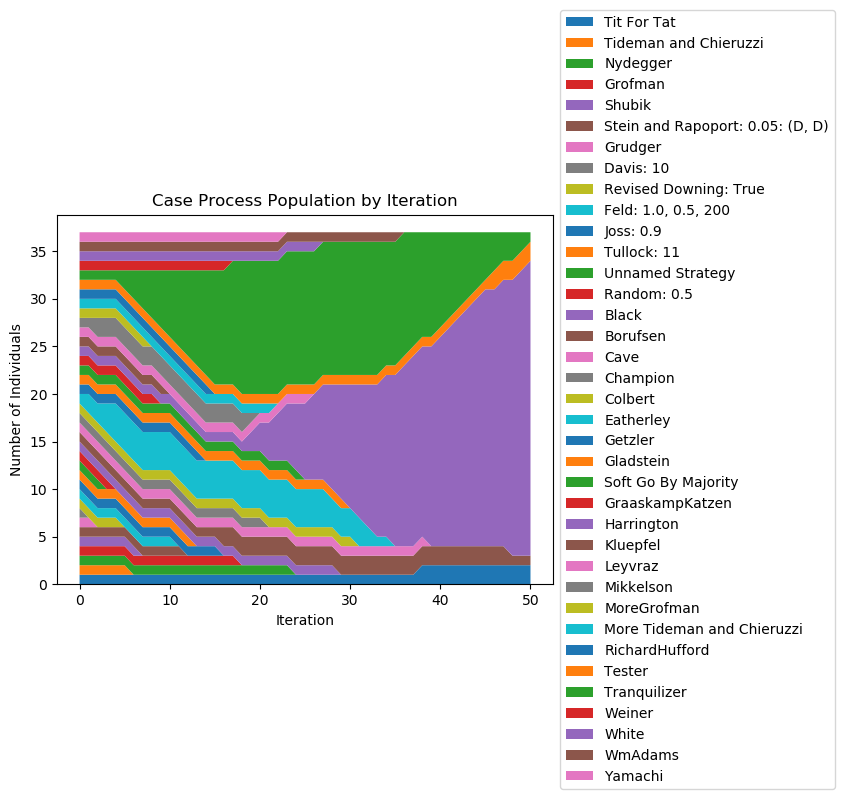 Case Process Population by Iteration
Number of Individuals
35
30
25
20
15
10
5
0
0 10 20 30 40 50
Iteration
Tit For Tat
Tideman and Chieruzzi
Nydegger
Grofman
Shubik
Stein and Rapoport: 0.05: (D, D)
Grudger
Davis: 10
Revised Downing: True
Feld: 1.0, 0.5, 200
Joss: 0.9
Tullock: 11
Unnamed Strategy
Random: 0.5
Black
Borufsen
Cave
Champion
Colbert
Eatherley
Getzler
Gladstein
Soft Go By Majority
GraaskampKatzen
Harrington
Kluepfel
Leyvraz
Mikkelson
MoreGrofman
More Tideman and Chieruzzi
RichardHufford
Tester
Tranquilizer
Weiner
White
WmAdams
Yamachi